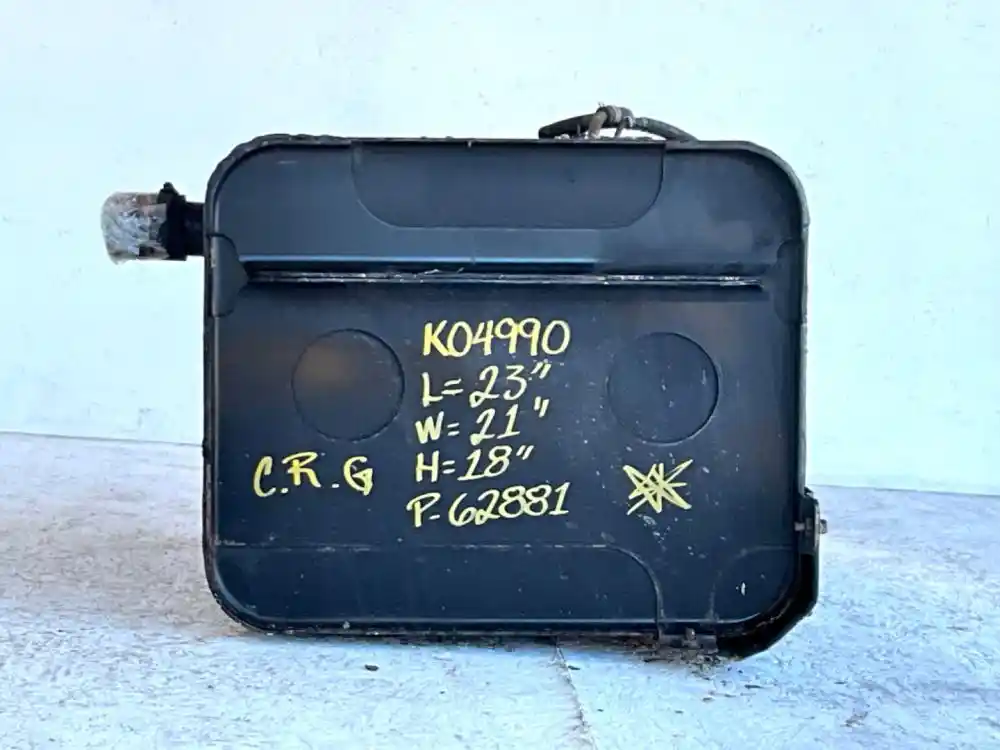 K04990
L=23"
W=21"
H=18"
C.R.G
P-62881